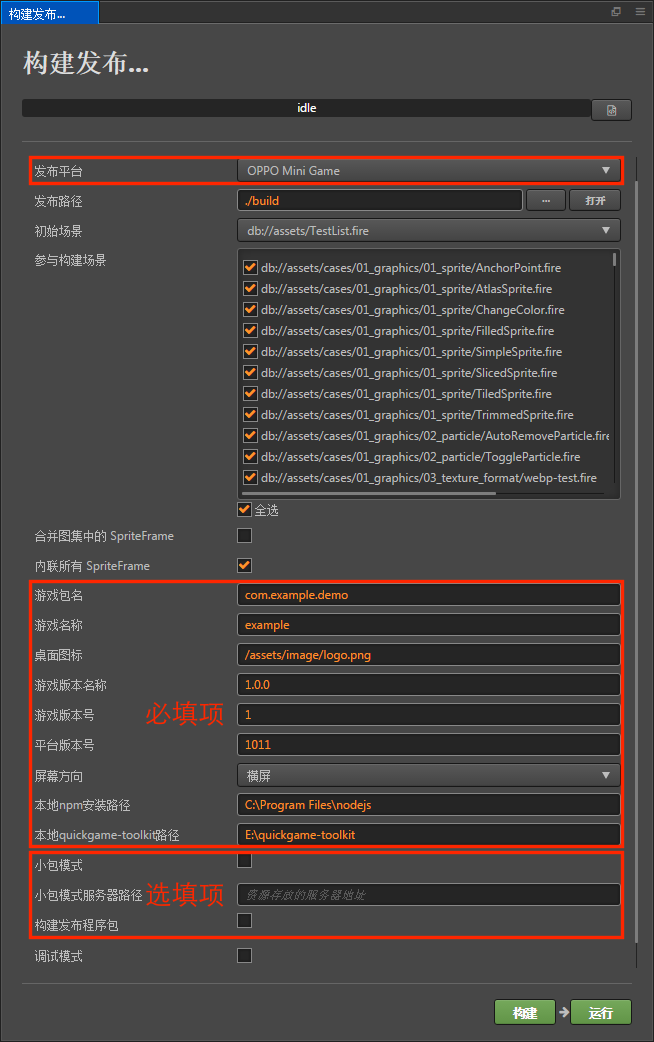 构建发布...
构建发布...
idle
发布平台 OPPO Mini Game
发布路径 ./build ... 打开
初始场景 db://assets/TestList.fire
参与构建场景
db://assets/cases/01_graphics/01_sprite/AnchorPoint.fire
db://assets/cases/01_graphics/01_sprite/AtlasSprite.fire
db://assets/cases/01_graphics/01_sprite/ChangeColor.fire
db://assets/cases/01_graphics/01_sprite/FilledSprite.fire
db://assets/cases/01_graphics/01_sprite/SimpleSprite.fire
db://assets/cases/01_graphics/01_sprite/SlicedSprite.fire
db://assets/cases/01_graphics/01_sprite/TiledSprite.fire
db://assets/cases/01_graphics/01_sprite/TrimmedSprite.fire
db://assets/cases/01_graphics/02_particle/AutoRemoveParticle.fire
db://assets/cases/01_graphics/02_particle/ToggleParticle.fire
db://assets/cases/01_graphics/03_texture_format/webp-test.fire
全选
合并图集中的 SpriteFrame
内联所有 SpriteFrame
游戏包名 com.example.demo
游戏名称 example
桌面图标 /assets/image/logo.png
游戏版本名称 1.0.0
游戏版本号 必填项 1
平台版本号 1011
屏幕方向 横屏
本地npm安装路径 C:\Program Files\nodejs
本地quickgame-toolkit路径 E:\quickgame-toolkit
小包模式
小包模式服务器路径 选填项 资源存放的服务器地址
构建发布程序包
调试模式
构建 运行